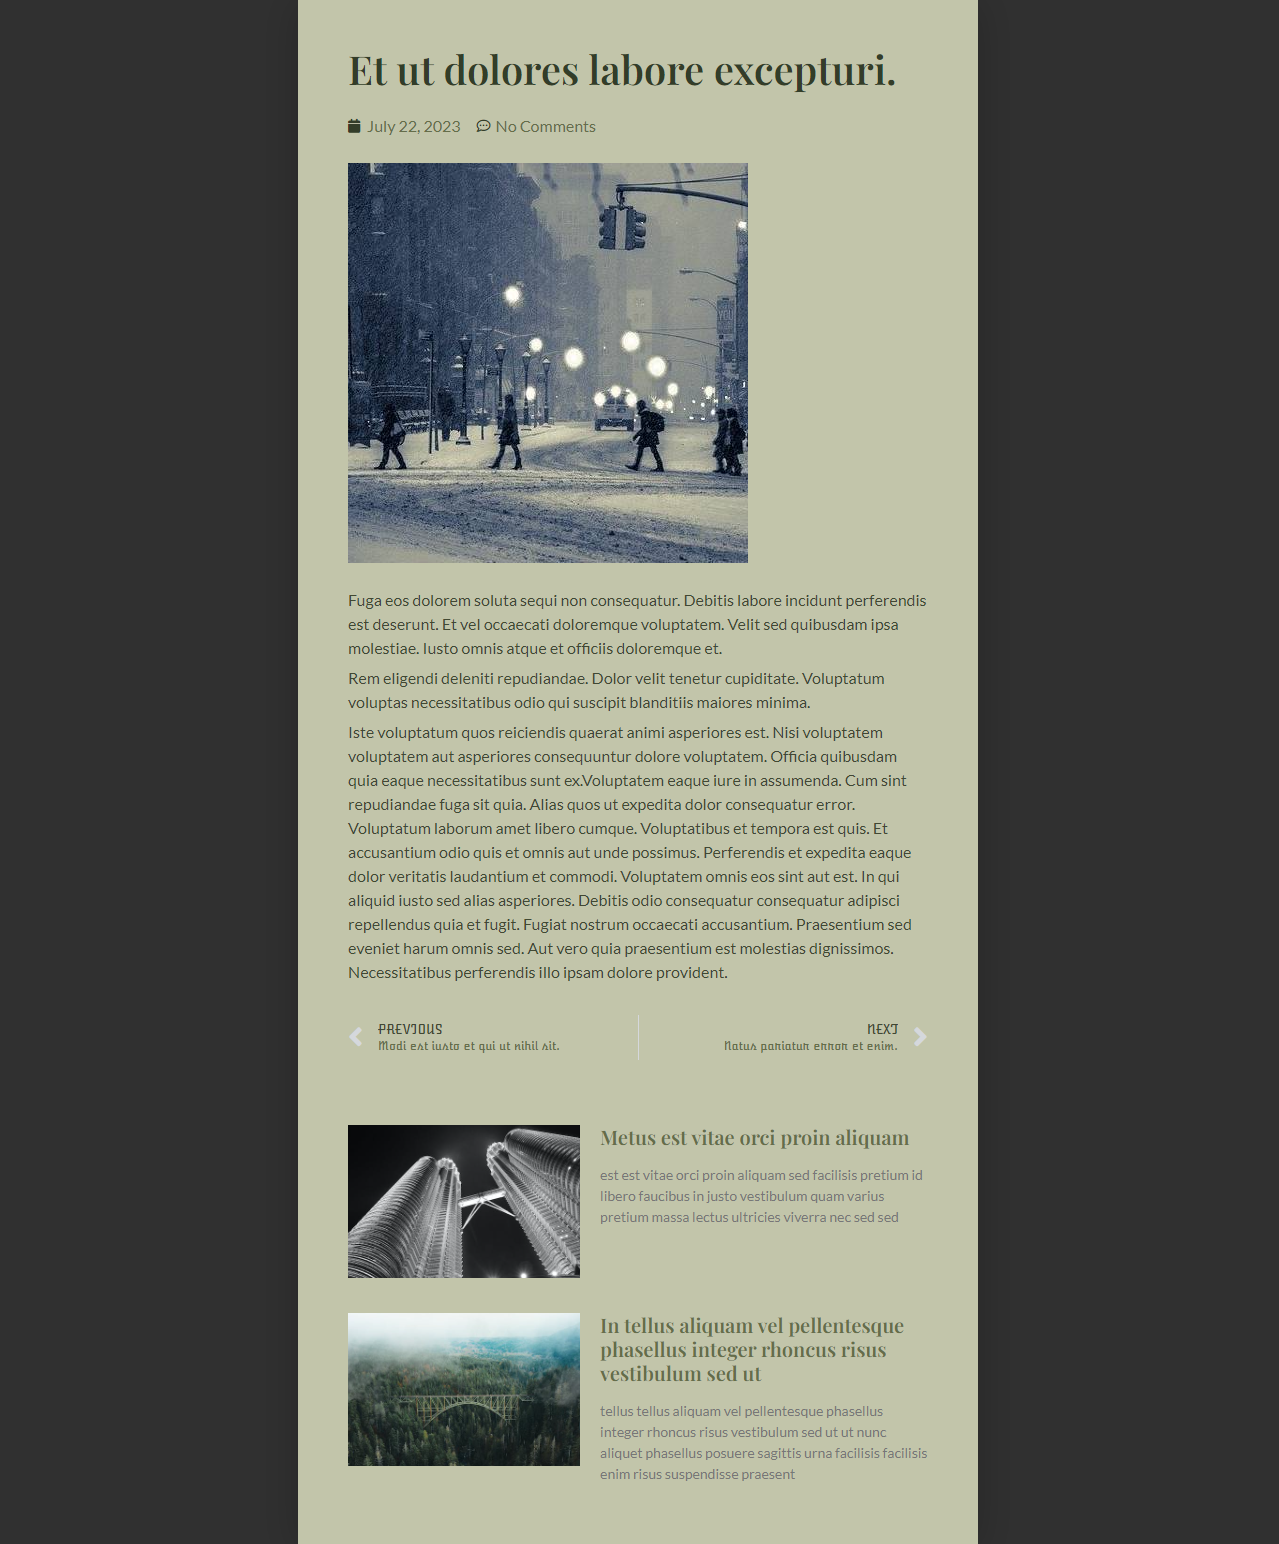 Et ut dolores labore excepturi.
July 22, 2023 No Comments
YOU
Fuga eos dolorem soluta sequi non consequatur. Debitis labore incidunt perferendis
est deserunt. Et vel occaecati doloremque voluptatem. Velit sed quibusdam ipsa
molestiae. Iusto omnis atque et officiis doloremque et.
Rem eligendi deleniti repudiandae. Dolor velit tenetur cupiditate. Voluptatum
voluptas necessitatibus odio qui suscipit blanditiis maiores minima.
Iste voluptatum quos reiciendis quaerat animi asperiores est. Nisi voluptatem
voluptatem aut asperiores consequuntur dolore voluptatem. Officia quibusdam
quia eaque necessitatibus sunt ex.Voluptatem eaque iure in assumenda. Cum sint
repudiandae fuga sit quia. Alias quos ut expedita dolor consequatur error.
Voluptatum laborum amet libero cumque. Voluptatibus et tempora est quis. Et
accusantium odio quis et omnis aut unde possimus. Perferendis et expedita eaque
dolor veritatis laudantium et commodi. Voluptatem omnis eos sint aut est. In qui
aliquid iusto sed alias asperiores. Debitis odio consequatur consequatur adipisci
repellendus quia et fugit. Fugiat nostrum occaecati accusantium. Praesentium sed
eveniet harum omnis sed. Aut vero quia praesentium est molestias dignissimos.
Necessitatibus perferendis illo ipsam dolore provident.
PREVIOUS
Modi est iusto et qui ut nihil sit.
NEXT
Natus pariatur error et enim.
Metus est vitae orci proin aliquam
est est vitae orci proin aliquam sed facilisis pretium id
libero faucibus in justo vestibulum quam varius
pretium massa lectus ultricies viverra nec sed sed
In tellus aliquam vel pellentesque
phasellus integer rhoncus risus
vestibulum sed ut
tellus tellus aliquam vel pellentesque phasellus
integer rhoncus risus vestibulum sed ut ut nunc
aliquet phasellus posuere sagittis urna facilisis facilisis
enim risus suspendisse praesent